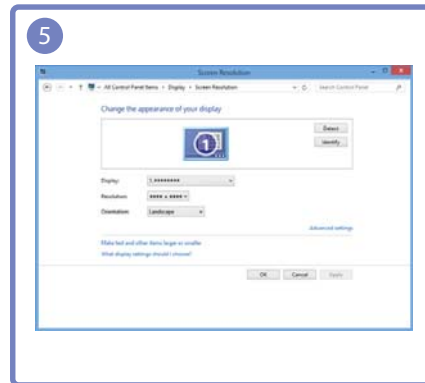 5
Screen Resolution
All Control Panel Items › Display › Screen Resolution
Search Control Panel
Change the appearance of your display
1
Detect
Identify
Display: 1.********
Resolution: **** x ****
Orientation: Landscape
Advanced settings
Make text and other items larger or smaller
What display settings should I choose?
OK Cancel Apply